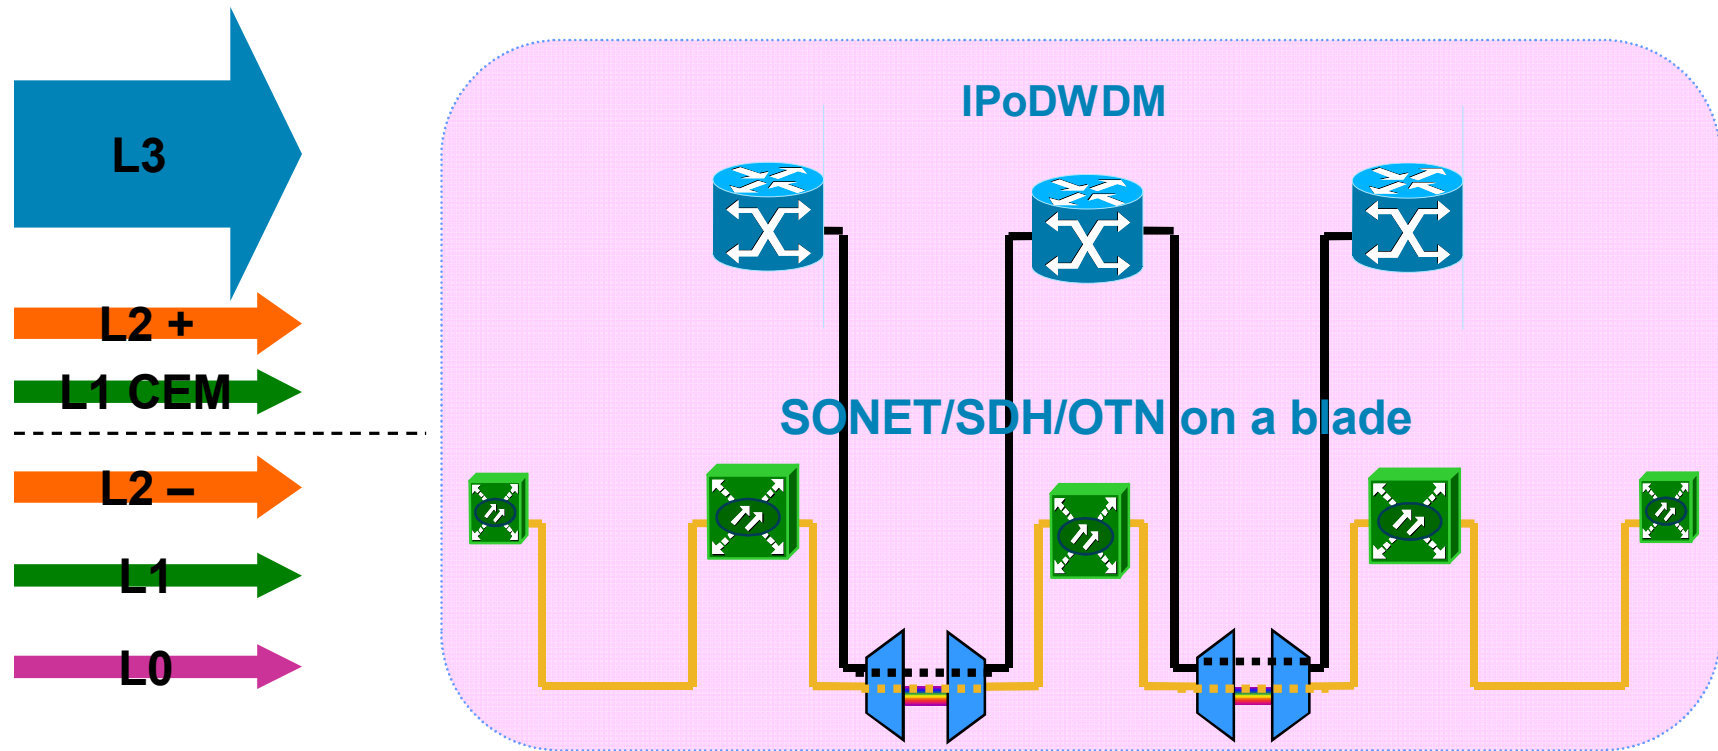 IPoDWDM
L3
L2 +
L1 CEM
SONET/SDH/OTN on a blade
L2 –
L1
L0